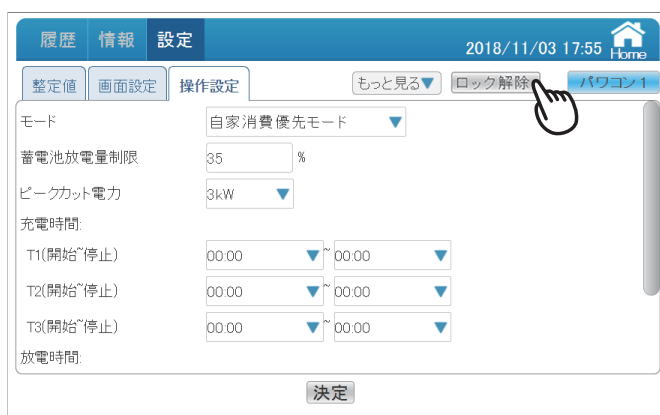 履歴 情報 設定 2018/11/03 17:55 Home
整定値 画面設定 操作設定 もっと見る▼ ロック解除 パワコン1
モード 自家消費優先モード ▼
蓄電池放電量制限 35 %
ピークカット電力 3kW ▼
充電時間:
T1(開始~停止) 00:00 ▼ ~ 00:00 ▼
T2(開始~停止) 00:00 ▼ ~ 00:00 ▼
T3(開始~停止) 00:00 ▼ ~ 00:00 ▼
放電時間:
決定